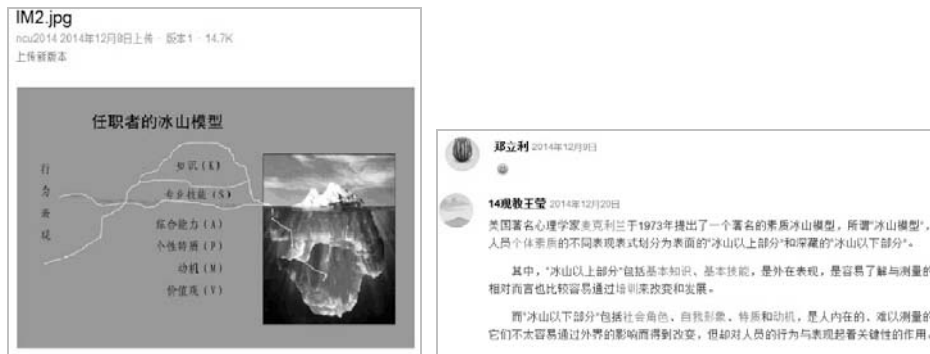 IM2.jpg
ncu2014 2014年12月9日上传 · 版本1 · 14.7K
上传新版本
任职者的冰山模型
行为表现
知识(K)
专业技能(S)
综合能力(A)
个性特质(P)
动机(M)
价值观(V)
郑立利 2014年12月9日
14现教王莹 2014年12月20日
美国著名心理学家麦克利兰于1973年提出了一个著名的素质冰山模型，所谓“冰山模型”，
人员个体素质的不同表现表式划分为表面的“冰山以上部分”和深藏的“冰山以下部分”。
其中，“冰山以上部分”包括基本知识、基本技能，是外在表现，是容易了解与测量的
相对而言也比较容易通过培训来改变和发展。
而“冰山以下部分”包括社会角色、自我形象、特质和动机，是人内在的、难以测量的
它们不太容易通过外界的影响而得到改变，但却对人员的行为与表现起着关键性的作用。